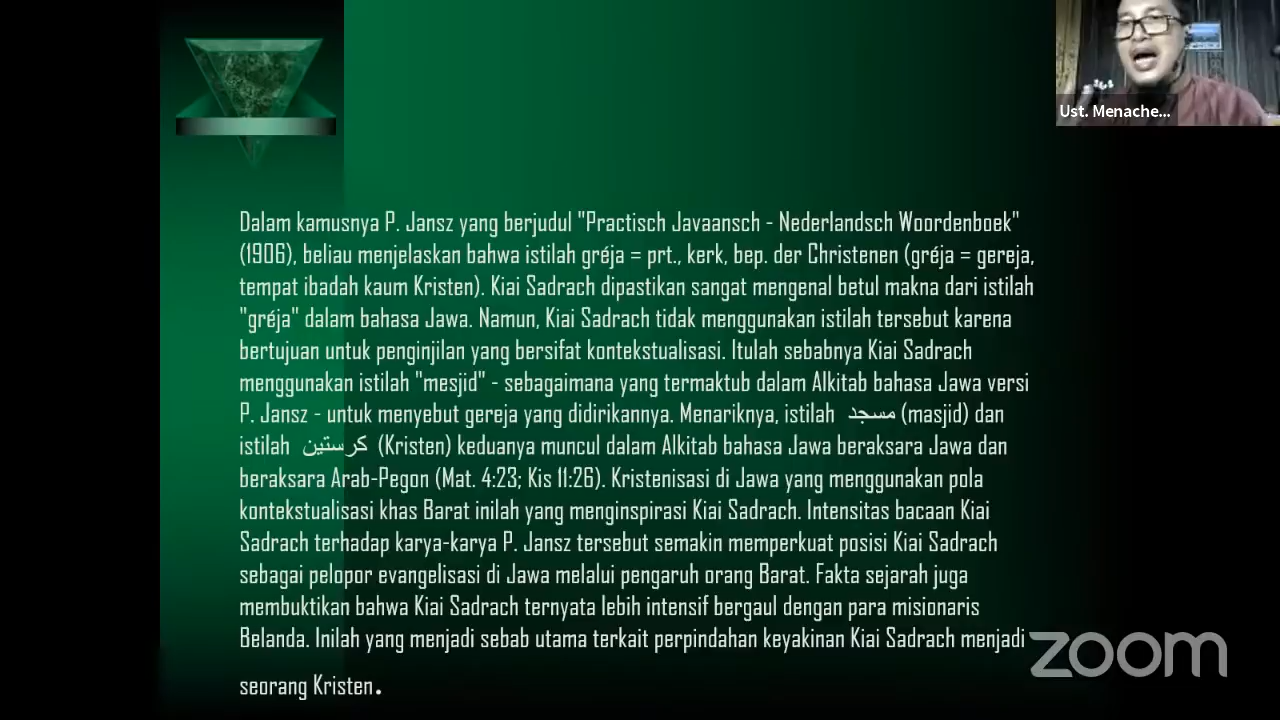 Ust. Menache...
Dalam kamusnya P. Jansz yang berjudul "Practisch Javaansch - Nederlandsch Woordenboek"
(1906), beliau menjelaskan bahwa istilah gréja = prt., kerk, bep. der Christenen (gréja = gereja,
tempat ibadah kaum Kristen). Kiai Sadrach dipastikan sangat mengenal betul makna dari istilah
"gréja" dalam bahasa Jawa. Namun, Kiai Sadrach tidak menggunakan istilah tersebut karena
bertujuan untuk penginjilan yang bersifat kontekstualisasi. Itulah sebabnya Kiai Sadrach
menggunakan istilah "mesjid" - sebagaimana yang termaktub dalam Alkitab bahasa Jawa versi
P. Jansz - untuk menyebut gereja yang didirikannya. Menariknya, istilah مسجد (masjid) dan
istilah كرستين (Kristen) keduanya muncul dalam Alkitab bahasa Jawa beraksara Jawa dan
beraksara Arab-Pegon (Mat. 4:23; Kis 11:26). Kristenisasi di Jawa yang menggunakan pola
kontekstualisasi khas Barat inilah yang menginspirasi Kiai Sadrach. Intensitas bacaan Kiai
Sadrach terhadap karya-karya P. Jansz tersebut semakin memperkuat posisi Kiai Sadrach
sebagai pelopor evangelisasi di Jawa melalui pengaruh orang Barat. Fakta sejarah juga
membuktikan bahwa Kiai Sadrach ternyata lebih intensif bergaul dengan para misionaris
Belanda. Inilah yang menjadi sebab utama terkait perpindahan keyakinan Kiai Sadrach menjadi
seorang Kristen.
zoom